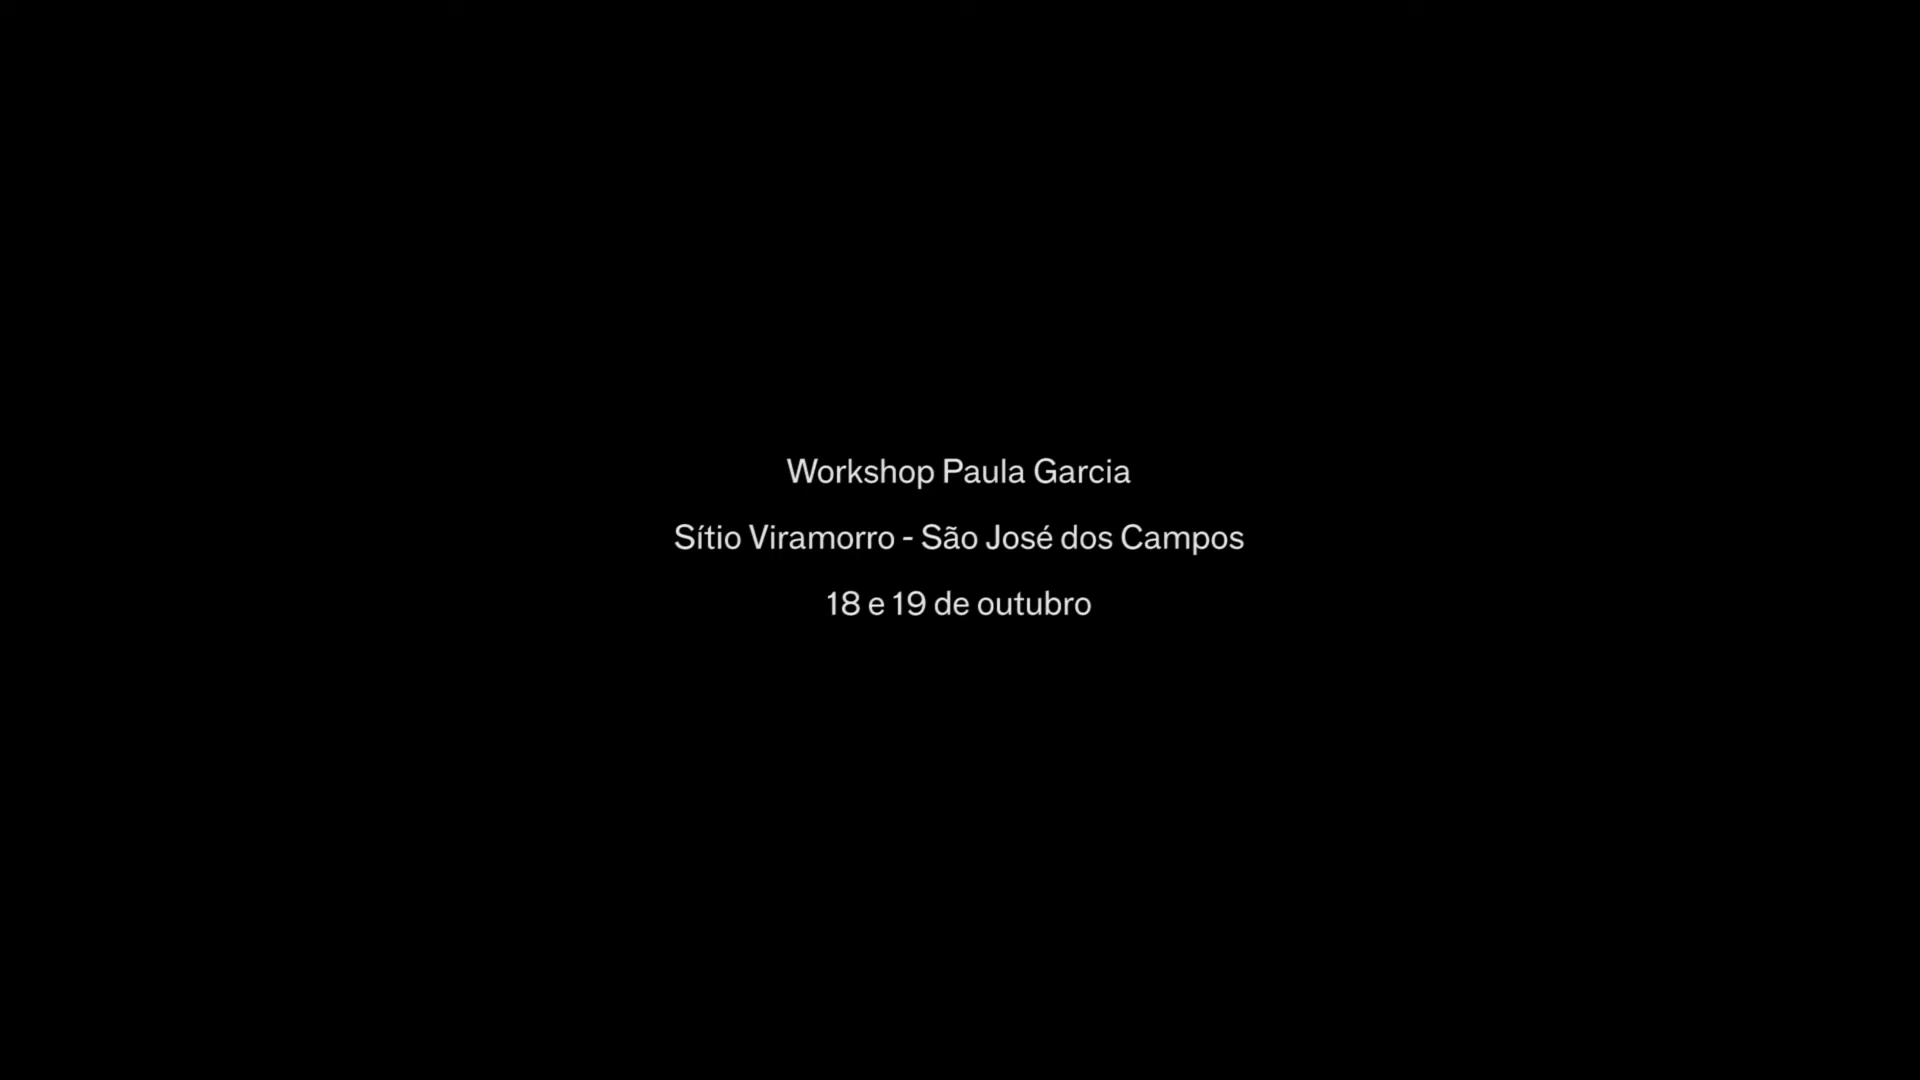 Workshop Paula Garcia
Sítio Viramorro - São José dos Campos
18 e 19 de outubro